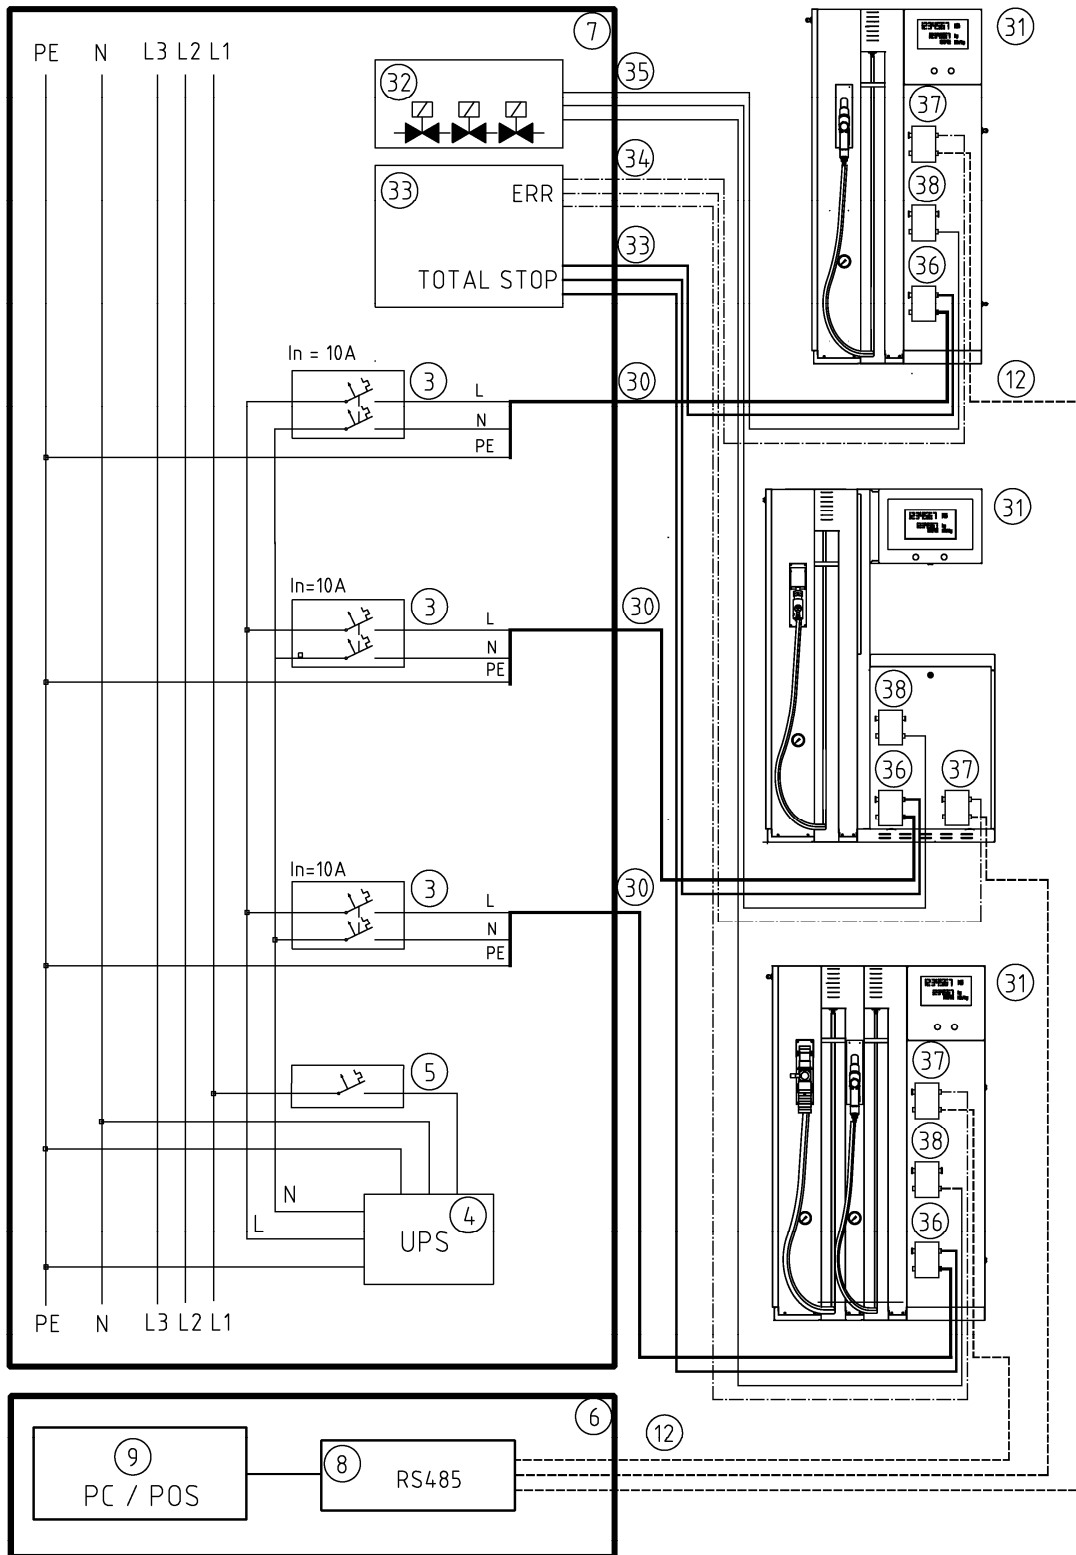 7
31
PE N L3 L2 L1
32
35
37
34
33
ERR
38
33
TOTAL STOP
36
In = 10A
3
30
12
L
N
PE
31
In=10A
3
30
L
N
PE
38
36
37
In=10A
3
30
L
N
PE
31
5
37
38
N
4
36
L
UPS
PE N L3 L2 L1
6
12
9
8
PC / POS
RS485